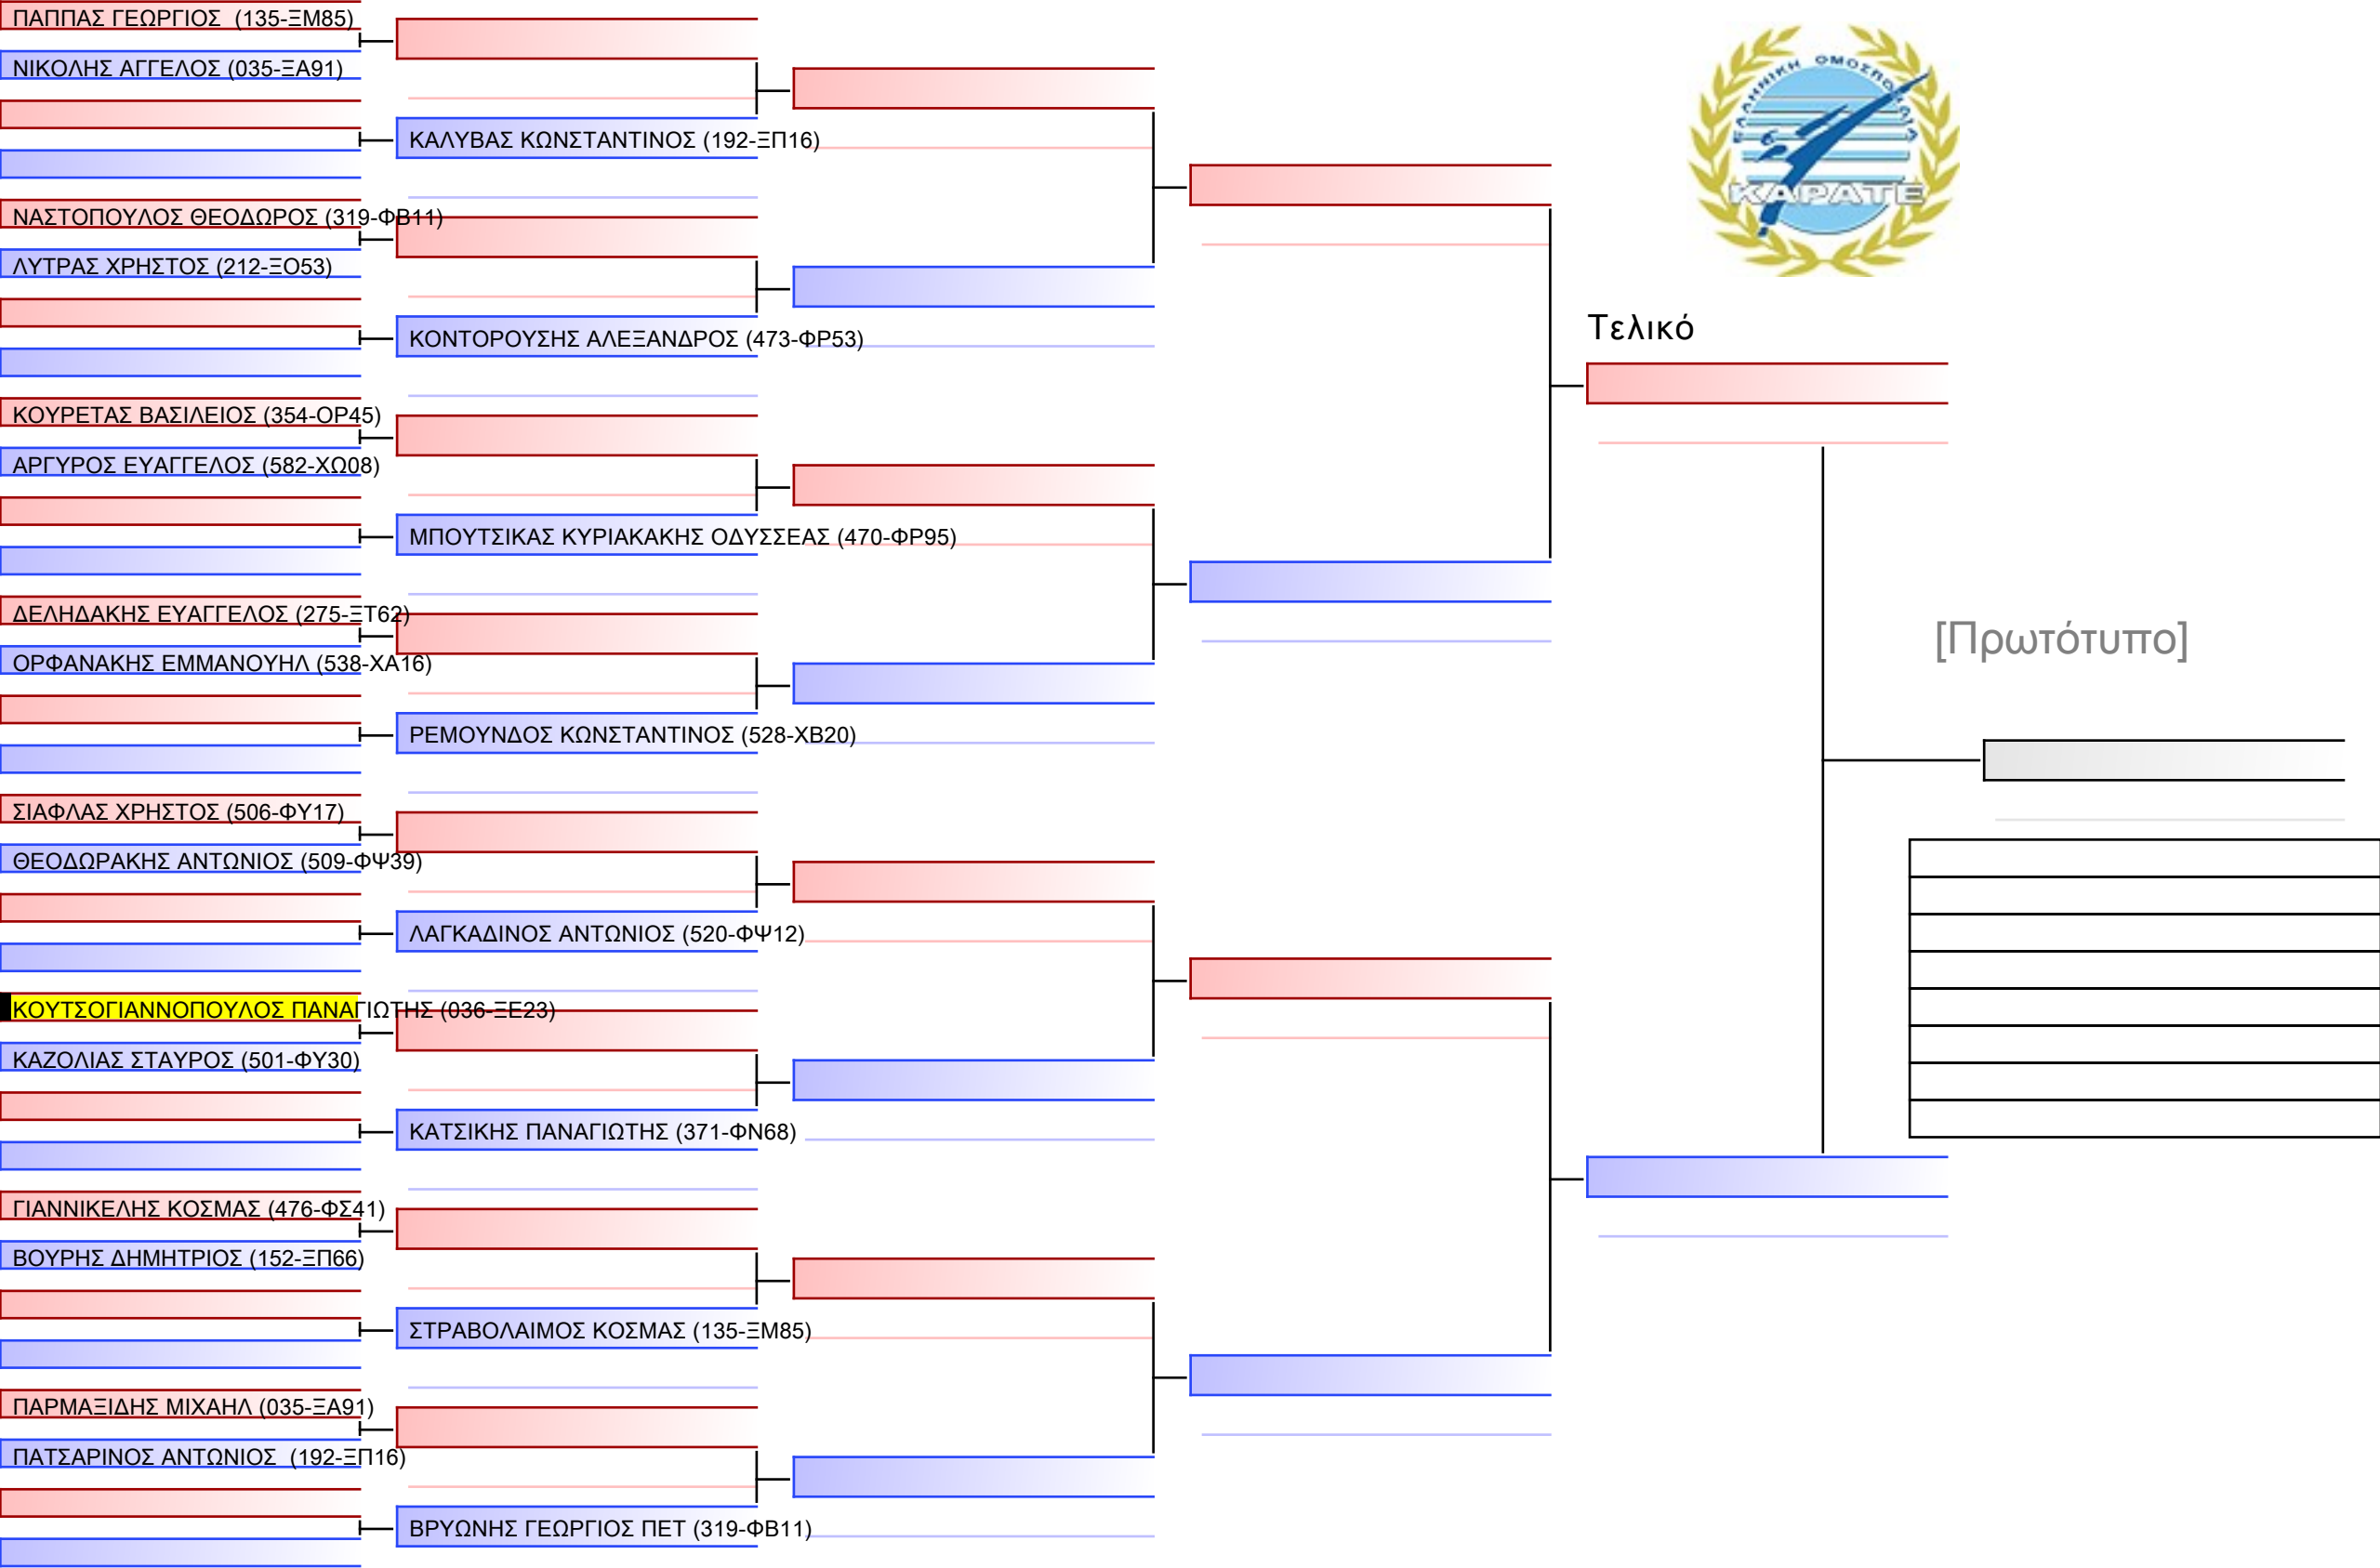 ΠΑΠΠΑΣ ΓΕΩΡΓΙΟΣ  (135-ΞΜ85)
ΝΙΚΟΛΗΣ ΑΓΓΕΛΟΣ (035-ΞΑ91)
ΚΑΛΥΒΑΣ ΚΩΝΣΤΑΝΤΙΝΟΣ (192-ΞΠ16)
ΝΑΣΤΟΠΟΥΛΟΣ ΘΕΟΔΩΡΟΣ (319-ΦΒ11)
ΛΥΤΡΑΣ ΧΡΗΣΤΟΣ (212-ΞΟ53)
ΚΟΝΤΟΡΟΥΣΗΣ ΑΛΕΞΑΝΔΡΟΣ (473-ΦΡ53)
ΚΟΥΡΕΤΑΣ ΒΑΣΙΛΕΙΟΣ (354-ΟΡ45)
ΑΡΓΥΡΟΣ ΕΥΑΓΓΕΛΟΣ (582-ΧΩ08)
ΜΠΟΥΤΣΙΚΑΣ ΚΥΡΙΑΚΑΚΗΣ ΟΔΥΣΣΕΑΣ (470-ΦΡ95)
ΔΕΛΗΔΑΚΗΣ ΕΥΑΓΓΕΛΟΣ (275-ΞΤ62)
ΟΡΦΑΝΑΚΗΣ ΕΜΜΑΝΟΥΗΛ (538-ΧΑ16)
ΡΕΜΟΥΝΔΟΣ ΚΩΝΣΤΑΝΤΙΝΟΣ (528-ΧΒ20)
ΣΙΑΦΛΑΣ ΧΡΗΣΤΟΣ (506-ΦΥ17)
ΘΕΟΔΩΡΑΚΗΣ ΑΝΤΩΝΙΟΣ (509-ΦΨ39)
ΛΑΓΚΑΔΙΝΟΣ ΑΝΤΩΝΙΟΣ (520-ΦΨ12)
ΚΟΥΤΣΟΓΙΑΝΝΟΠΟΥΛΟΣ ΠΑΝΑΓΙΩΤΗΣ (036-ΞΕ23)
ΚΑΖΟΛΙΑΣ ΣΤΑΥΡΟΣ (501-ΦΥ30)
ΚΑΤΣΙΚΗΣ ΠΑΝΑΓΙΩΤΗΣ (371-ΦΝ68)
ΓΙΑΝΝΙΚΕΛΗΣ ΚΟΣΜΑΣ (476-ΦΣ41)
ΒΟΥΡΗΣ ΔΗΜΗΤΡΙΟΣ (152-ΞΠ66)
ΣΤΡΑΒΟΛΑΙΜΟΣ ΚΟΣΜΑΣ (135-ΞΜ85)
ΠΑΡΜΑΞΙΔΗΣ ΜΙΧΑΗΛ (035-ΞΑ91)
ΠΑΤΣΑΡΙΝΟΣ ΑΝΤΩΝΙΟΣ  (192-ΞΠ16)
ΒΡΥΩΝΗΣ ΓΕΩΡΓΙΟΣ ΠΕΤ (319-ΦΒ11)
ΕΛΛΗΝΙΚΗ ΟΜΟΣΠΟΝΔΙΑ
ΚΑΡΑΤΕ
Τελικό
[Πρωτότυπο]